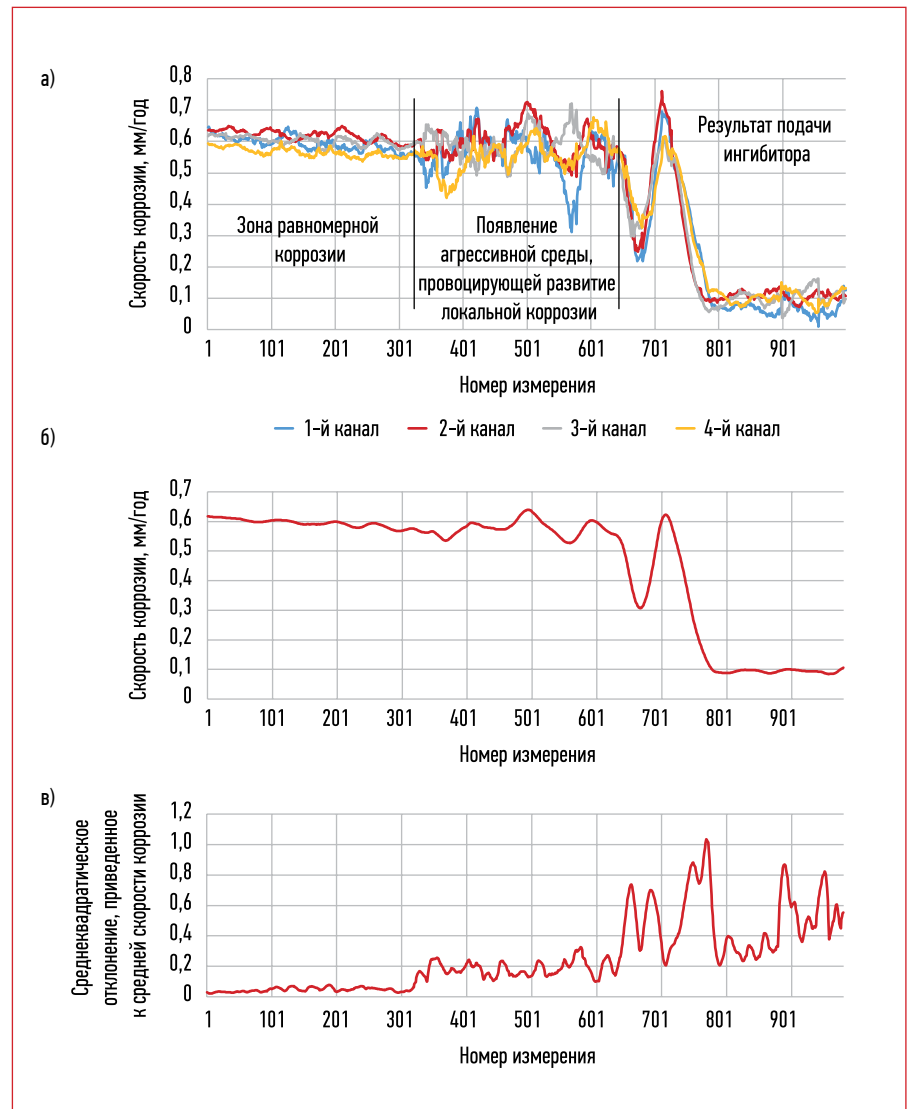 а)
Скорость коррозии, мм/год
0,8
0,7
0,6
0,5
0,4
0,3
0,2
0,1
0
Зона равномерной
коррозии
Появление
агрессивной среды,
провоцирующей развитие
локальной коррозии
Результат подачи
ингибитора
1 101 201 301 401 501 601 701 801 901
Номер измерения
1-й канал 2-й канал 3-й канал 4-й канал
б)
Скорость коррозии, мм/год
0,7
0,6
0,5
0,4
0,3
0,2
0,1
0
1 101 201 301 401 501 601 701 801 901
Номер измерения
в)
Среднеквадратическое
отклонение, приведенное
к средней скорости коррозии
1,2
1,0
0,8
0,6
0,4
0,2
0
1 101 201 301 401 501 601 701 801 901
Номер измерения